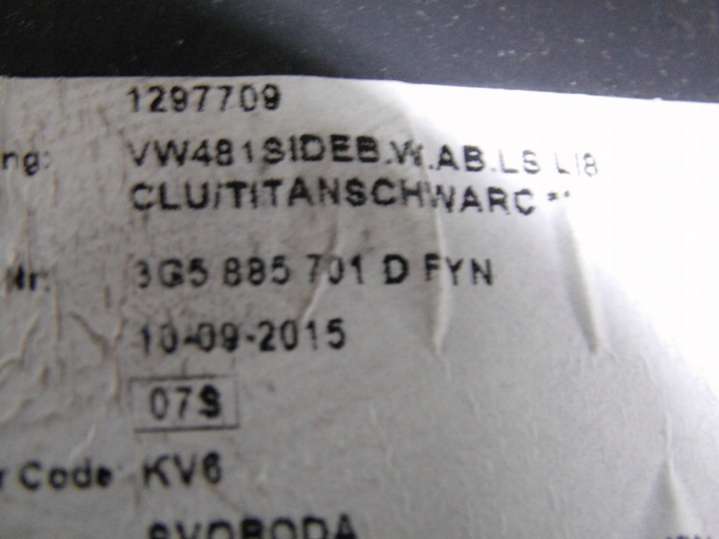 1297709
ng: VW481SIDEB.W.AB.LS LI8
CLU/TITANSCHWARC **
Nr: 3G5 885 701 D FYN
10-09-2015
07S
r Code KV6
SVOBODA